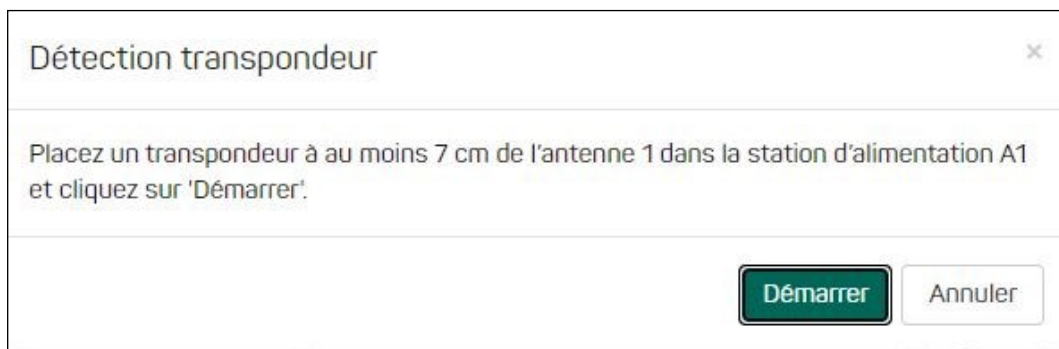 Détection transpondeur ×
Placez un transpondeur à au moins 7 cm de l'antenne 1 dans la station d'alimentation A1
et cliquez sur 'Démarrer'.
Démarrer Annuler